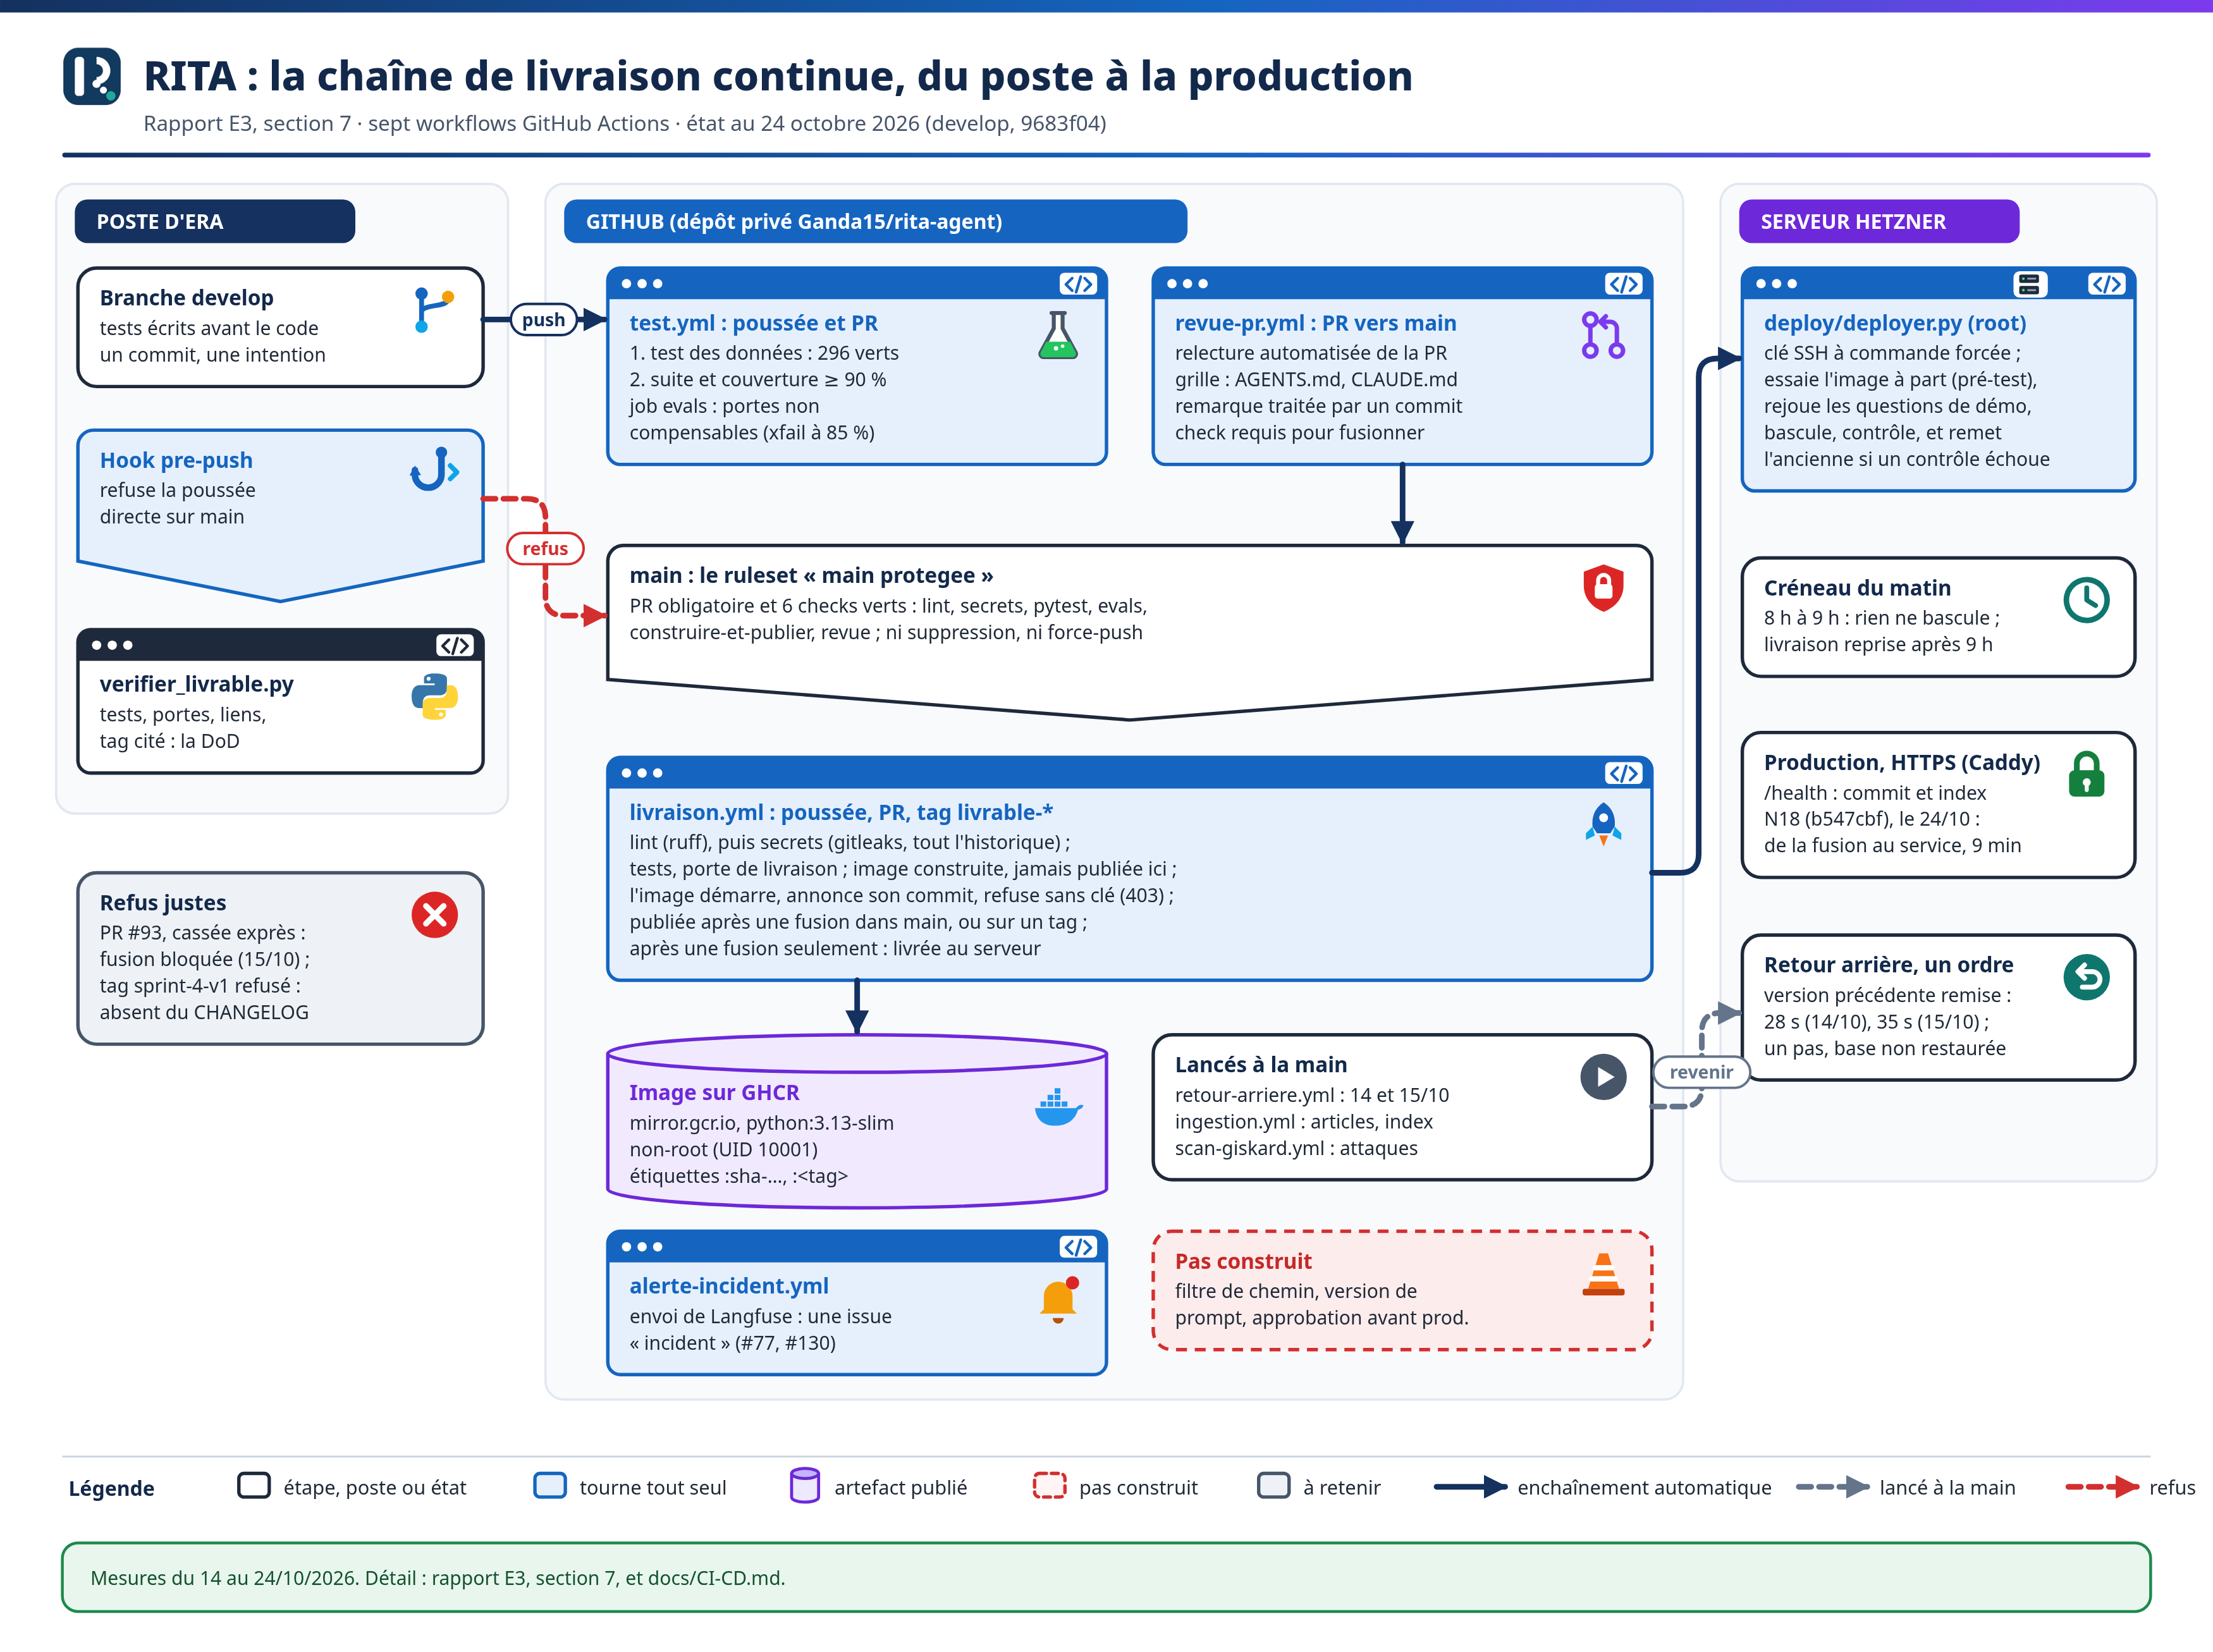 RITA : la chaîne de livraison continue, du poste à la production
Rapport E3, section 7 · sept workflows GitHub Actions · état au 24 octobre 2026 (develop, 9683f04)
POSTE D'ERA
Branche develop
tests écrits avant le code
un commit, une intention
push
Hook pre-push
refuse la poussée
directe sur main
refus
verifier_livrable.py
tests, portes, liens,
tag cité : la DoD
Refus justes
PR #93, cassée exprès :
fusion bloquée (15/10) ;
tag sprint-4-v1 refusé :
absent du CHANGELOG
GITHUB (dépôt privé Ganda15/rita-agent)
test.yml : poussée et PR
1. test des données : 296 verts
2. suite et couverture ≥ 90 %
job evals : portes non
compensables (xfail à 85 %)
revue-pr.yml : PR vers main
relecture automatisée de la PR
grille : AGENTS.md, CLAUDE.md
remarque traitée par un commit
check requis pour fusionner
main : le ruleset « main protegee »
PR obligatoire et 6 checks verts : lint, secrets, pytest, evals,
construire-et-publier, revue ; ni suppression, ni force-push
livraison.yml : poussée, PR, tag livrable-*
lint (ruff), puis secrets (gitleaks, tout l'historique) ;
tests, porte de livraison ; image construite, jamais publiée ici ;
l'image démarre, annonce son commit, refuse sans clé (403) ;
publiée après une fusion dans main, ou sur un tag ;
après une fusion seulement : livrée au serveur
Image sur GHCR
mirror.gcr.io, python:3.13-slim
non-root (UID 10001)
étiquettes :sha-…, :<tag>
Lancés à la main
retour-arriere.yml : 14 et 15/10
ingestion.yml : articles, index
scan-giskard.yml : attaques
revenir
alerte-incident.yml
envoi de Langfuse : une issue
« incident » (#77, #130)
Pas construit
filtre de chemin, version de
prompt, approbation avant prod.
SERVEUR HETZNER
deploy/deployer.py (root)
clé SSH à commande forcée ;
essaie l'image à part (pré-test),
rejoue les questions de démo,
bascule, contrôle, et remet
l'ancienne si un contrôle échoue
Créneau du matin
8 h à 9 h : rien ne bascule ;
livraison reprise après 9 h
Production, HTTPS (Caddy)
/health : commit et index
N18 (b547cbf), le 24/10 :
de la fusion au service, 9 min
Retour arrière, un ordre
version précédente remise :
28 s (14/10), 35 s (15/10) ;
un pas, base non restaurée
Légende
étape, poste ou état
tourne tout seul
artefact publié
pas construit
à retenir
enchaînement automatique
lancé à la main
refus
Mesures du 14 au 24/10/2026. Détail : rapport E3, section 7, et docs/CI-CD.md.